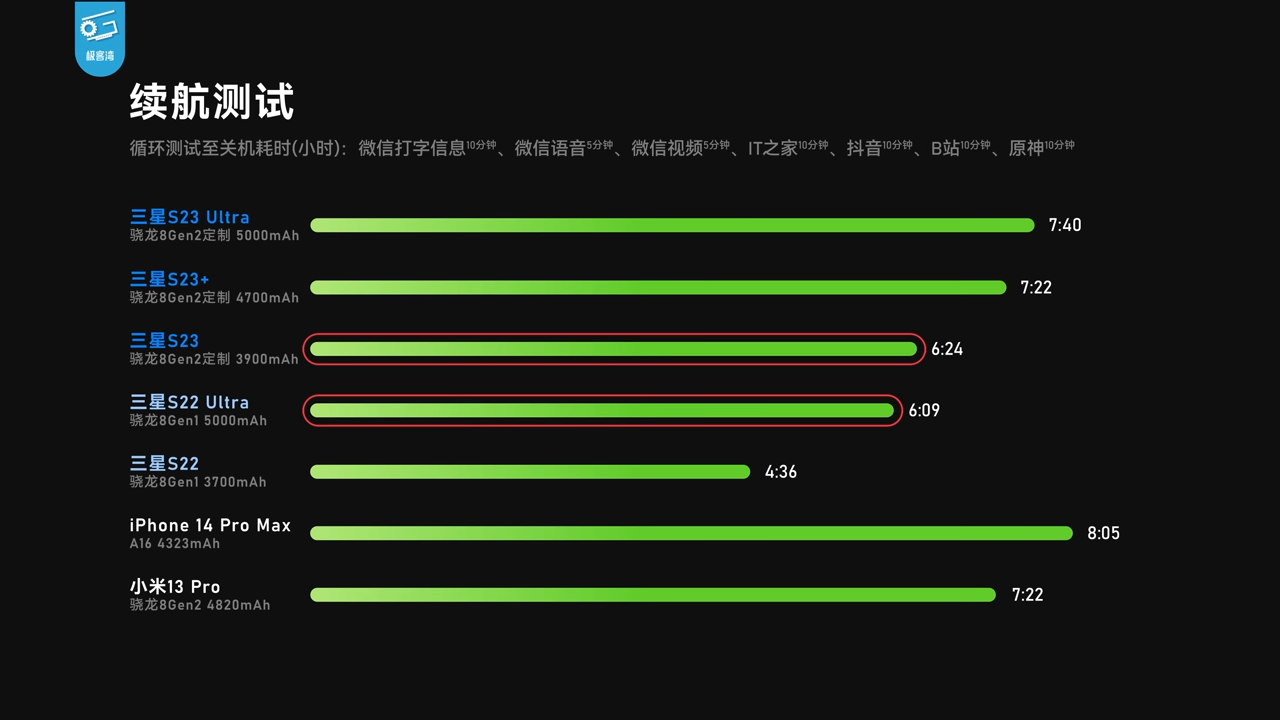 极客湾
续航测试
循环测试至关机耗时(小时)：微信打字信息10分钟、微信语音5分钟、微信视频5分钟、IT之家10分钟、抖音10分钟、B站10分钟、原神10分钟
三星S23 Ultra
骁龙8Gen2定制 5000mAh
7:40
三星S23+
骁龙8Gen2定制 4700mAh
7:22
三星S23
骁龙8Gen2定制 3900mAh
6:24
三星S22 Ultra
骁龙8Gen1 5000mAh
6:09
三星S22
骁龙8Gen1 3700mAh
4:36
iPhone 14 Pro Max
A16 4323mAh
8:05
小米13 Pro
骁龙8Gen2 4820mAh
7:22